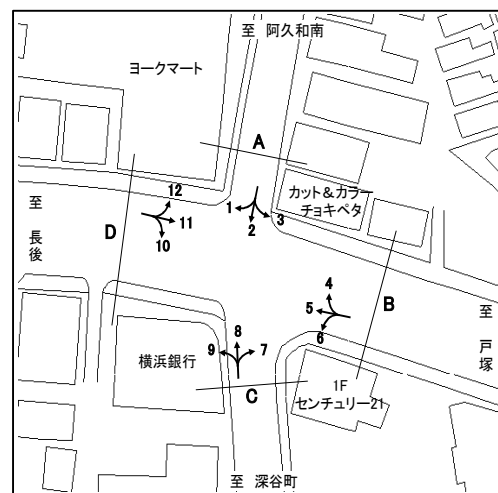 至 阿久和南
ヨークマート
A
カット&カラー
チョキペタ
12
11
10
1
2
3
至 長後
D
4
5
6
B
至 戸塚
8
9
7
横浜銀行
C
1F
センチュリー21
至 深谷町